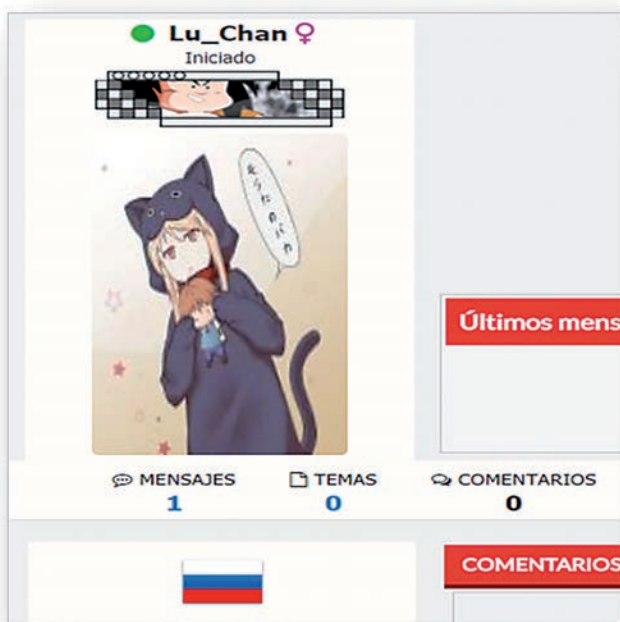 Lu_Chan
Iniciado
Últimos mens
MENSAJES
1
TEMAS
0
COMENTARIOS
0
COMENTARIOS